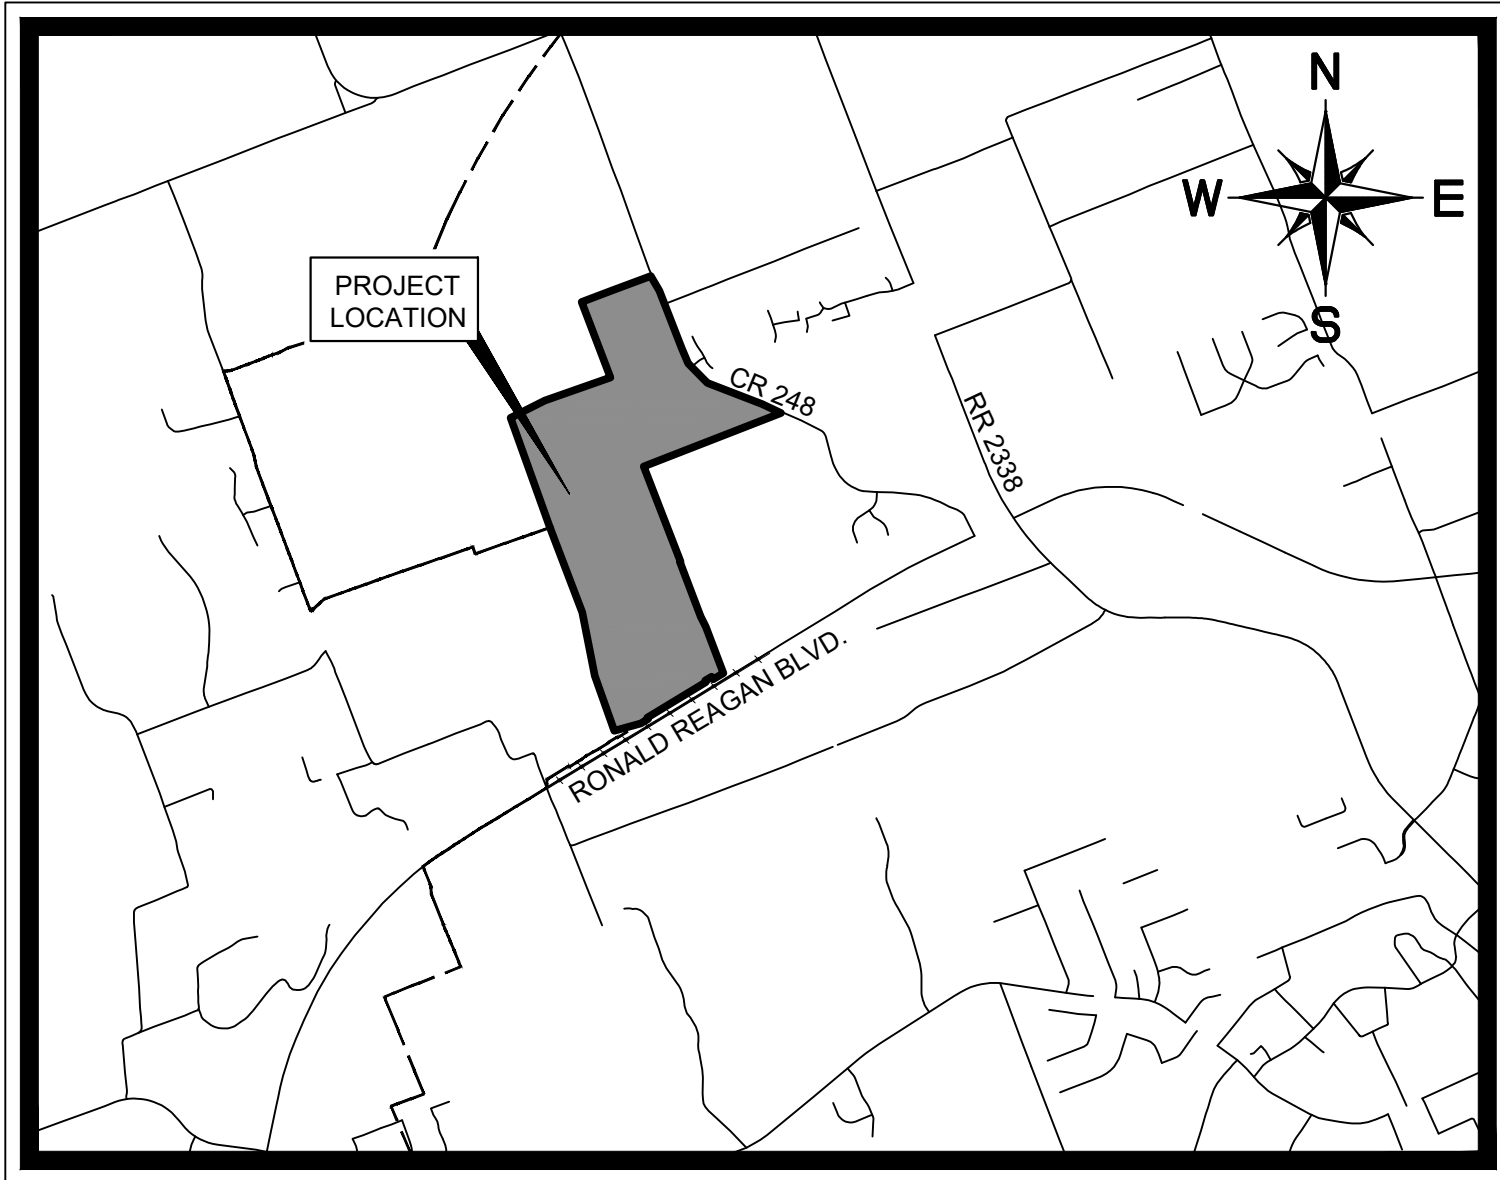 N
W
E
S
PROJECT
LOCATION
CR 248
RR 2338
RONALD REAGAN BLVD.